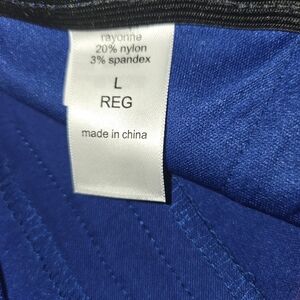 rayonne
20% nylon
3% spandex
L
REG
made in china